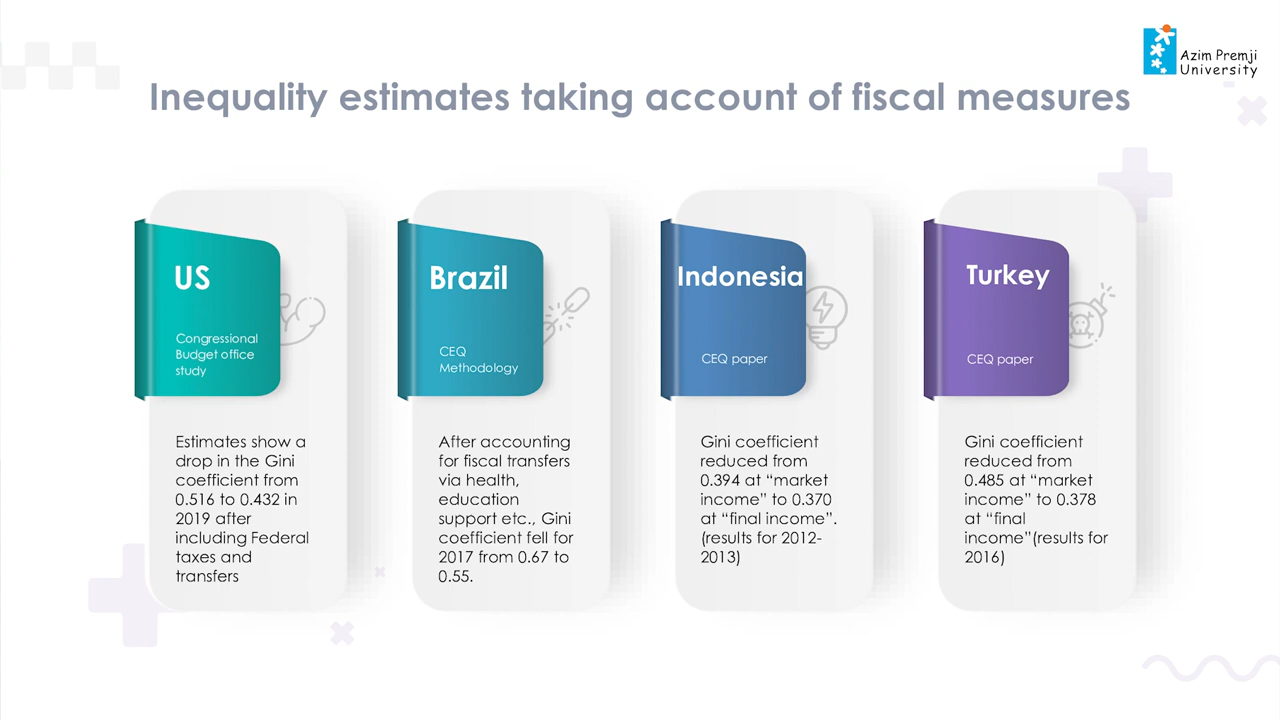 Azim Premji
University
Inequality estimates taking account of fiscal measures
US
Congressional
Budget office
study
Estimates show a
drop in the Gini
coefficient from
0.516 to 0.432 in
2019 after
including Federal
taxes and
transfers
Brazil
CEQ
Methodology
After accounting
for fiscal transfers
via health,
education
support etc., Gini
coefficient fell for
2017 from 0.67 to
0.55.
Indonesia
CEQ paper
Gini coefficient
reduced from
0.394 at “market
income” to 0.370
at “final income”.
(results for 2012-
2013)
Turkey
CEQ paper
Gini coefficient
reduced from
0.485 at “market
income” to 0.378
at “final
income”(results for
2016)